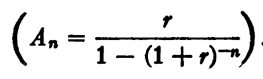 (A_n = r / (1 − (1 + r)^{−n})).